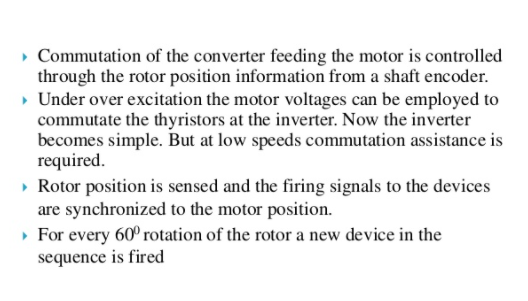 Commutation of the converter feeding the motor is controlled
through the rotor position information from a shaft encoder.
Under over excitation the motor voltages can be employed to
commutate the thyristors at the inverter. Now the inverter
becomes simple. But at low speeds commutation assistance is
required.
Rotor position is sensed and the firing signals to the devices
are synchronized to the motor position.
For every 60⁰ rotation of the rotor a new device in the
sequence is fired